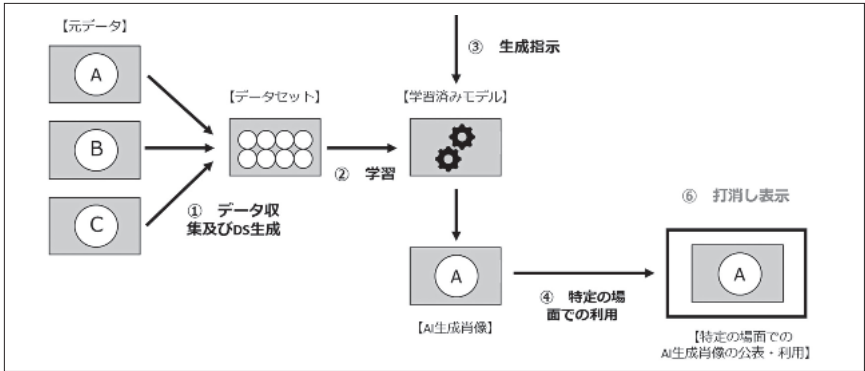 【元データ】
A
B
C
【データセット】
① データ収
集及びDS生成
② 学習
③ 生成指示
【学習済みモデル】
A
【AI生成肖像】
④ 特定の場
面での利用
⑥ 打消し表示
A
【特定の場面での
AI生成肖像の公表・利用】